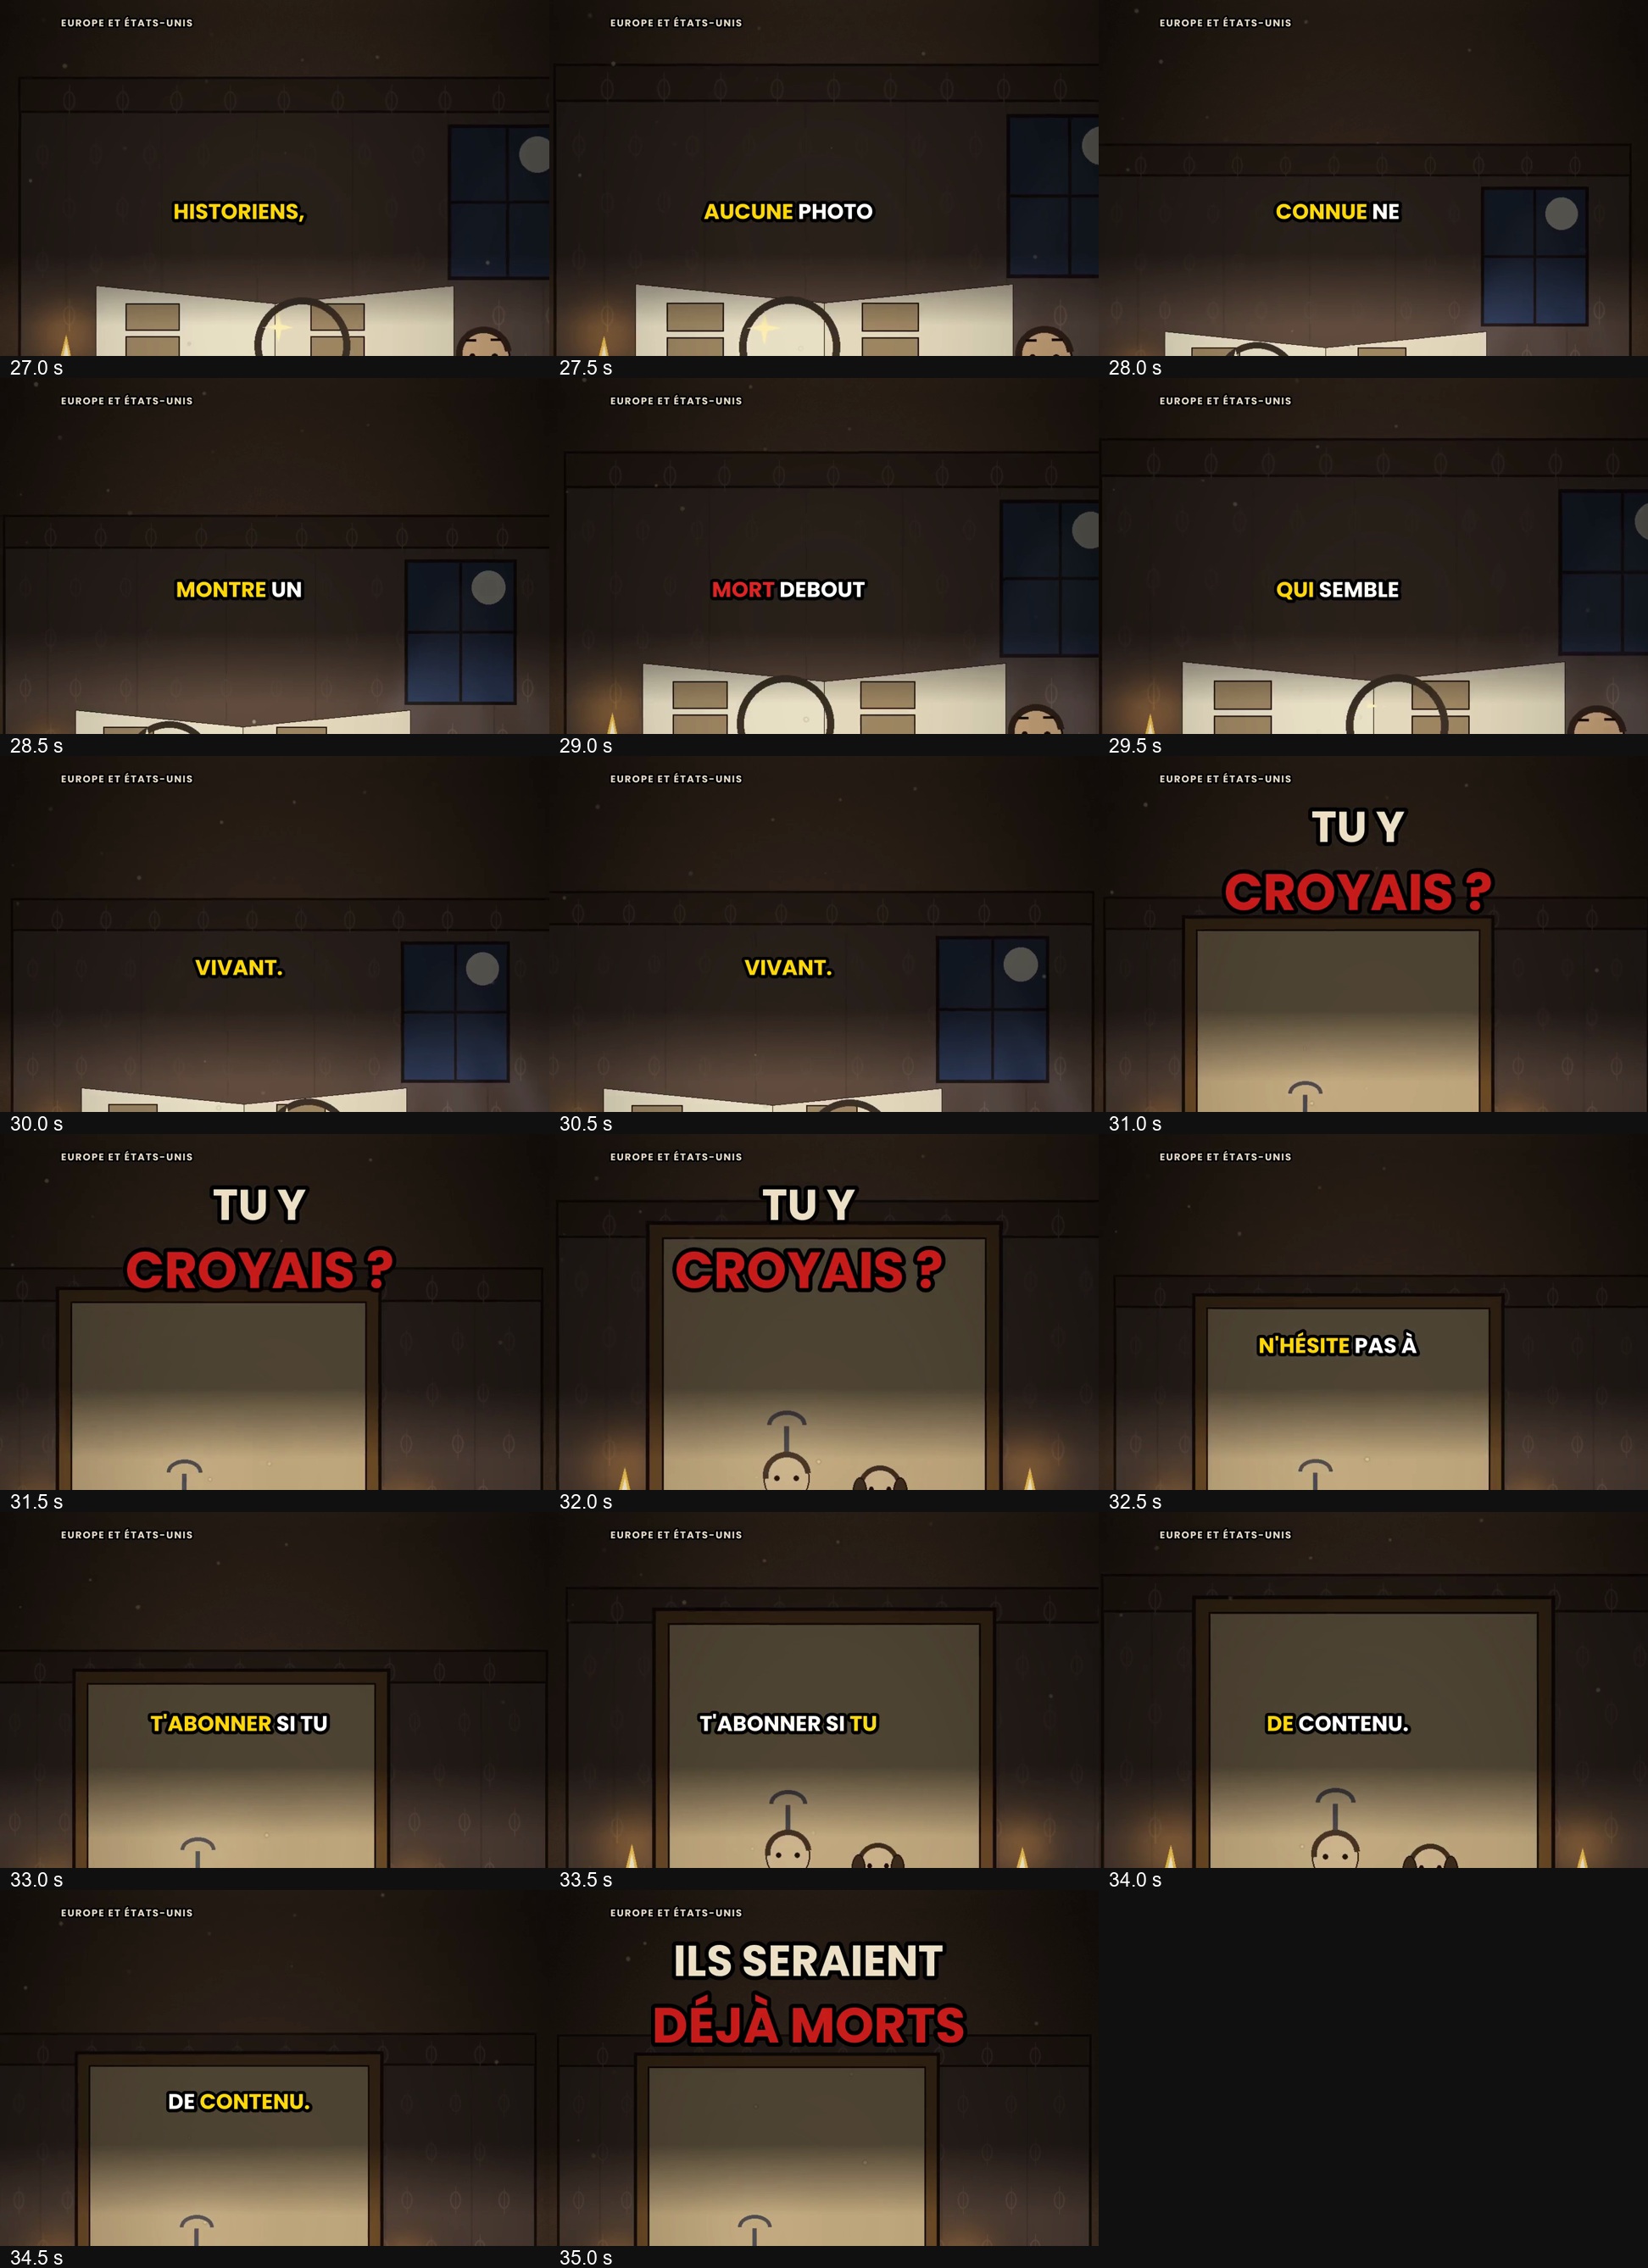 EUROPE ET ÉTATS-UNIS
HISTORIENS,
27.0 s
EUROPE ET ÉTATS-UNIS
AUCUNE PHOTO
27.5 s
EUROPE ET ÉTATS-UNIS
CONNUE NE
28.0 s
EUROPE ET ÉTATS-UNIS
MONTRE UN
28.5 s
EUROPE ET ÉTATS-UNIS
MORT DEBOUT
29.0 s
EUROPE ET ÉTATS-UNIS
QUI SEMBLE
29.5 s
EUROPE ET ÉTATS-UNIS
VIVANT.
30.0 s
EUROPE ET ÉTATS-UNIS
VIVANT.
30.5 s
EUROPE ET ÉTATS-UNIS
TU Y
CROYAIS ?
31.0 s
EUROPE ET ÉTATS-UNIS
TU Y
CROYAIS ?
31.5 s
EUROPE ET ÉTATS-UNIS
TU Y
CROYAIS ?
32.0 s
EUROPE ET ÉTATS-UNIS
N'HÉSITE PAS À
32.5 s
EUROPE ET ÉTATS-UNIS
T'ABONNER SI TU
33.0 s
EUROPE ET ÉTATS-UNIS
T'ABONNER SI TU
33.5 s
EUROPE ET ÉTATS-UNIS
DE CONTENU.
34.0 s
EUROPE ET ÉTATS-UNIS
DE CONTENU.
34.5 s
EUROPE ET ÉTATS-UNIS
ILS SERAIENT
DÉJÀ MORTS
35.0 s